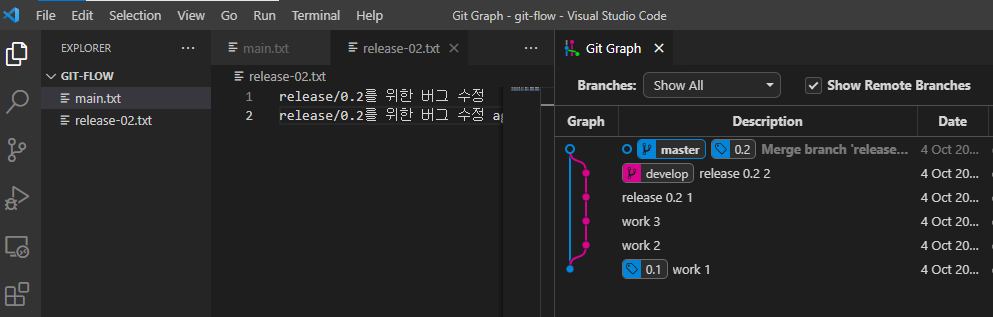 File Edit Selection View Go Run Terminal Help Git Graph - git-flow - Visual Studio Code
EXPLORER ...
GIT-FLOW
main.txt
release-02.txt
main.txt release-02.txt ...
release-02.txt
1 release/0.2를 위한 버그 수정
2 release/0.2를 위한 버그 수정
Git Graph
Branches: Show All Show Remote Branches
Graph Description Date
master 0.2 Merge branch 'release... 4 Oct 20...
develop release 0.2 2 4 Oct 20...
release 0.2 1 4 Oct 20...
work 3 4 Oct 20...
work 2 4 Oct 20...
0.1 work 1 4 Oct 20...